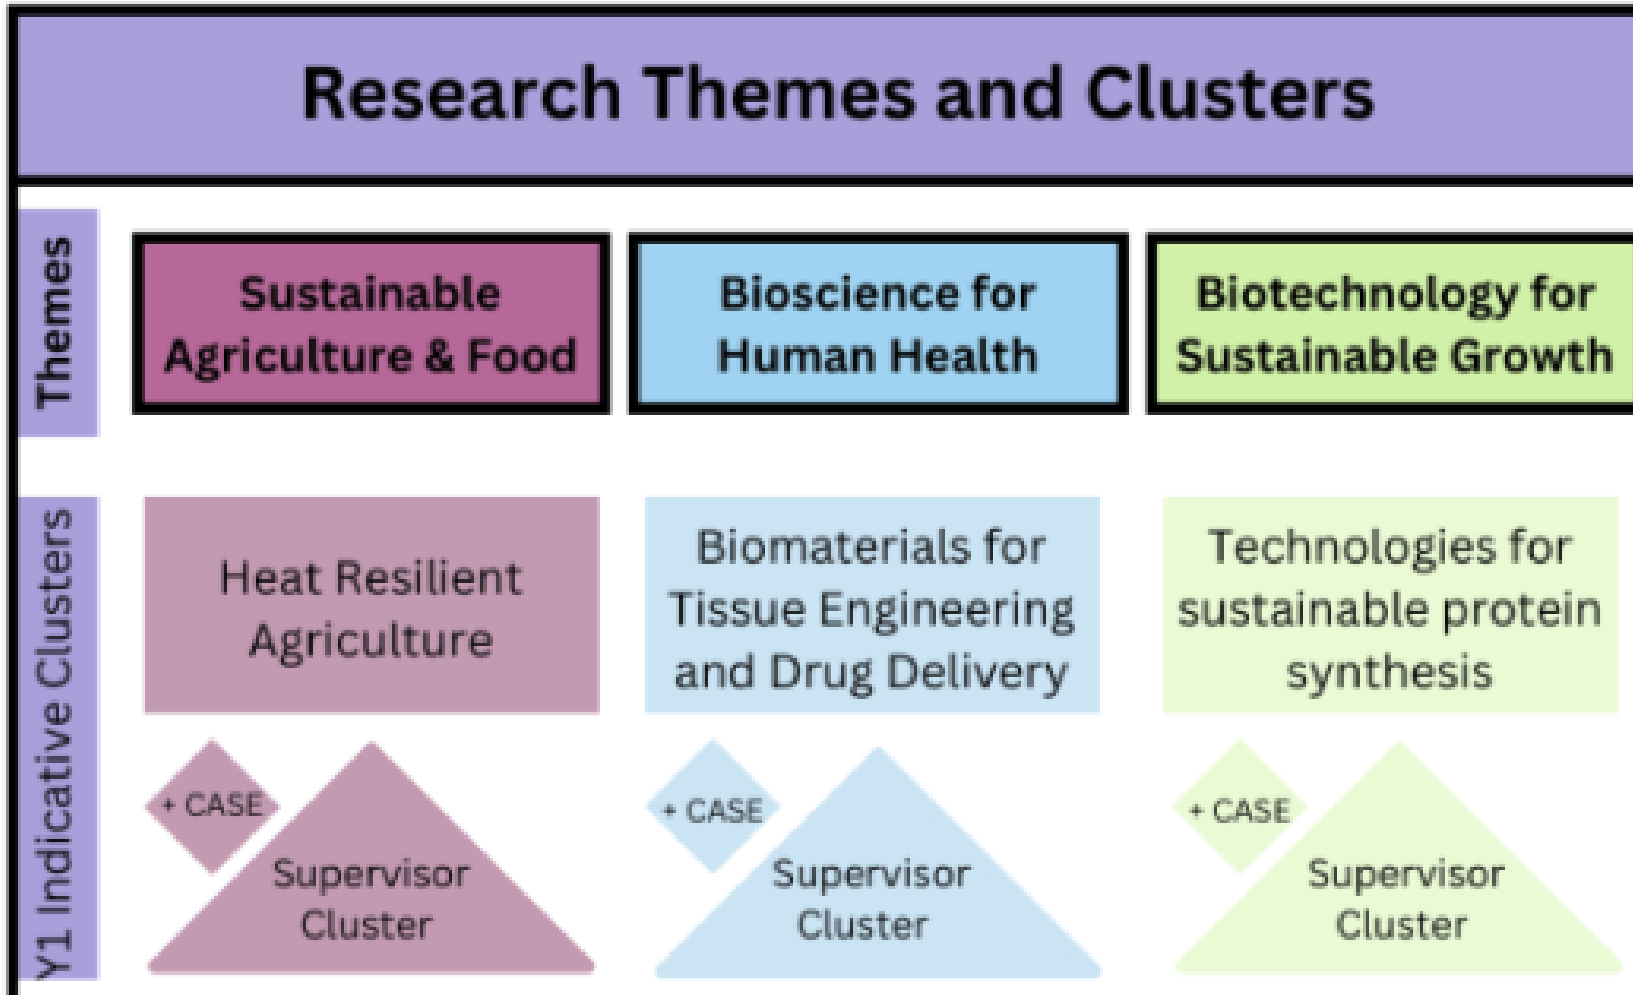 Research Themes and Clusters
Themes
Sustainable
Agriculture & Food
Bioscience for
Human Health
Biotechnology for
Sustainable Growth
Y1 Indicative Clusters
Heat Resilient
Agriculture
Biomaterials for
Tissue Engineering
and Drug Delivery
Technologies for
sustainable protein
synthesis
+ CASE
Supervisor
Cluster
+ CASE
Supervisor
Cluster
+ CASE
Supervisor
Cluster